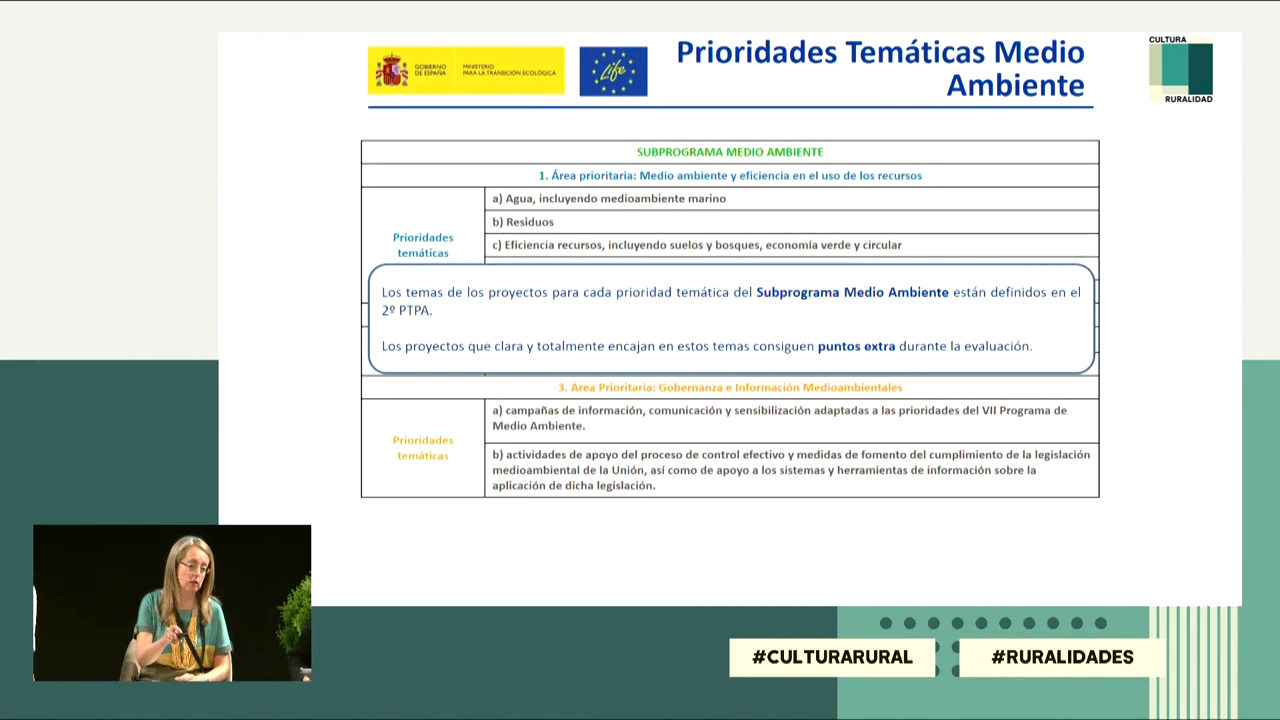 Prioridades Temáticas Medio
Ambiente
GOBIERNO
DE ESPAÑA
MINISTERIO
PARA LA TRANSICIÓN ECOLÓGICA
Life
CULTURA
RURALIDAD
SUBPROGRAMA MEDIO AMBIENTE
1. Área prioritaria: Medio ambiente y eficiencia en el uso de los recursos
Prioridades
temáticas
a) Agua, incluyendo medioambiente marino
b) Residuos
c) Eficiencia recursos, incluyendo suelos y bosques, economía verde y circular
Los temas de los proyectos para cada prioridad temática del Subprograma Medio Ambiente están definidos en el
2º PTPA.
Los proyectos que clara y totalmente encajan en estos temas consiguen puntos extra durante la evaluación.
3. Área Prioritaria: Gobernanza e Información Medioambientales
Prioridades
temáticas
a) campañas de información, comunicación y sensibilización adaptadas a las prioridades del VII Programa de
Medio Ambiente.
b) actividades de apoyo del proceso de control efectivo y medidas de fomento del cumplimiento de la legislación
medioambiental de la Unión, así como de apoyo a los sistemas y herramientas de información sobre la
aplicación de dicha legislación.
#CULTURARURAL
#RURALIDADES